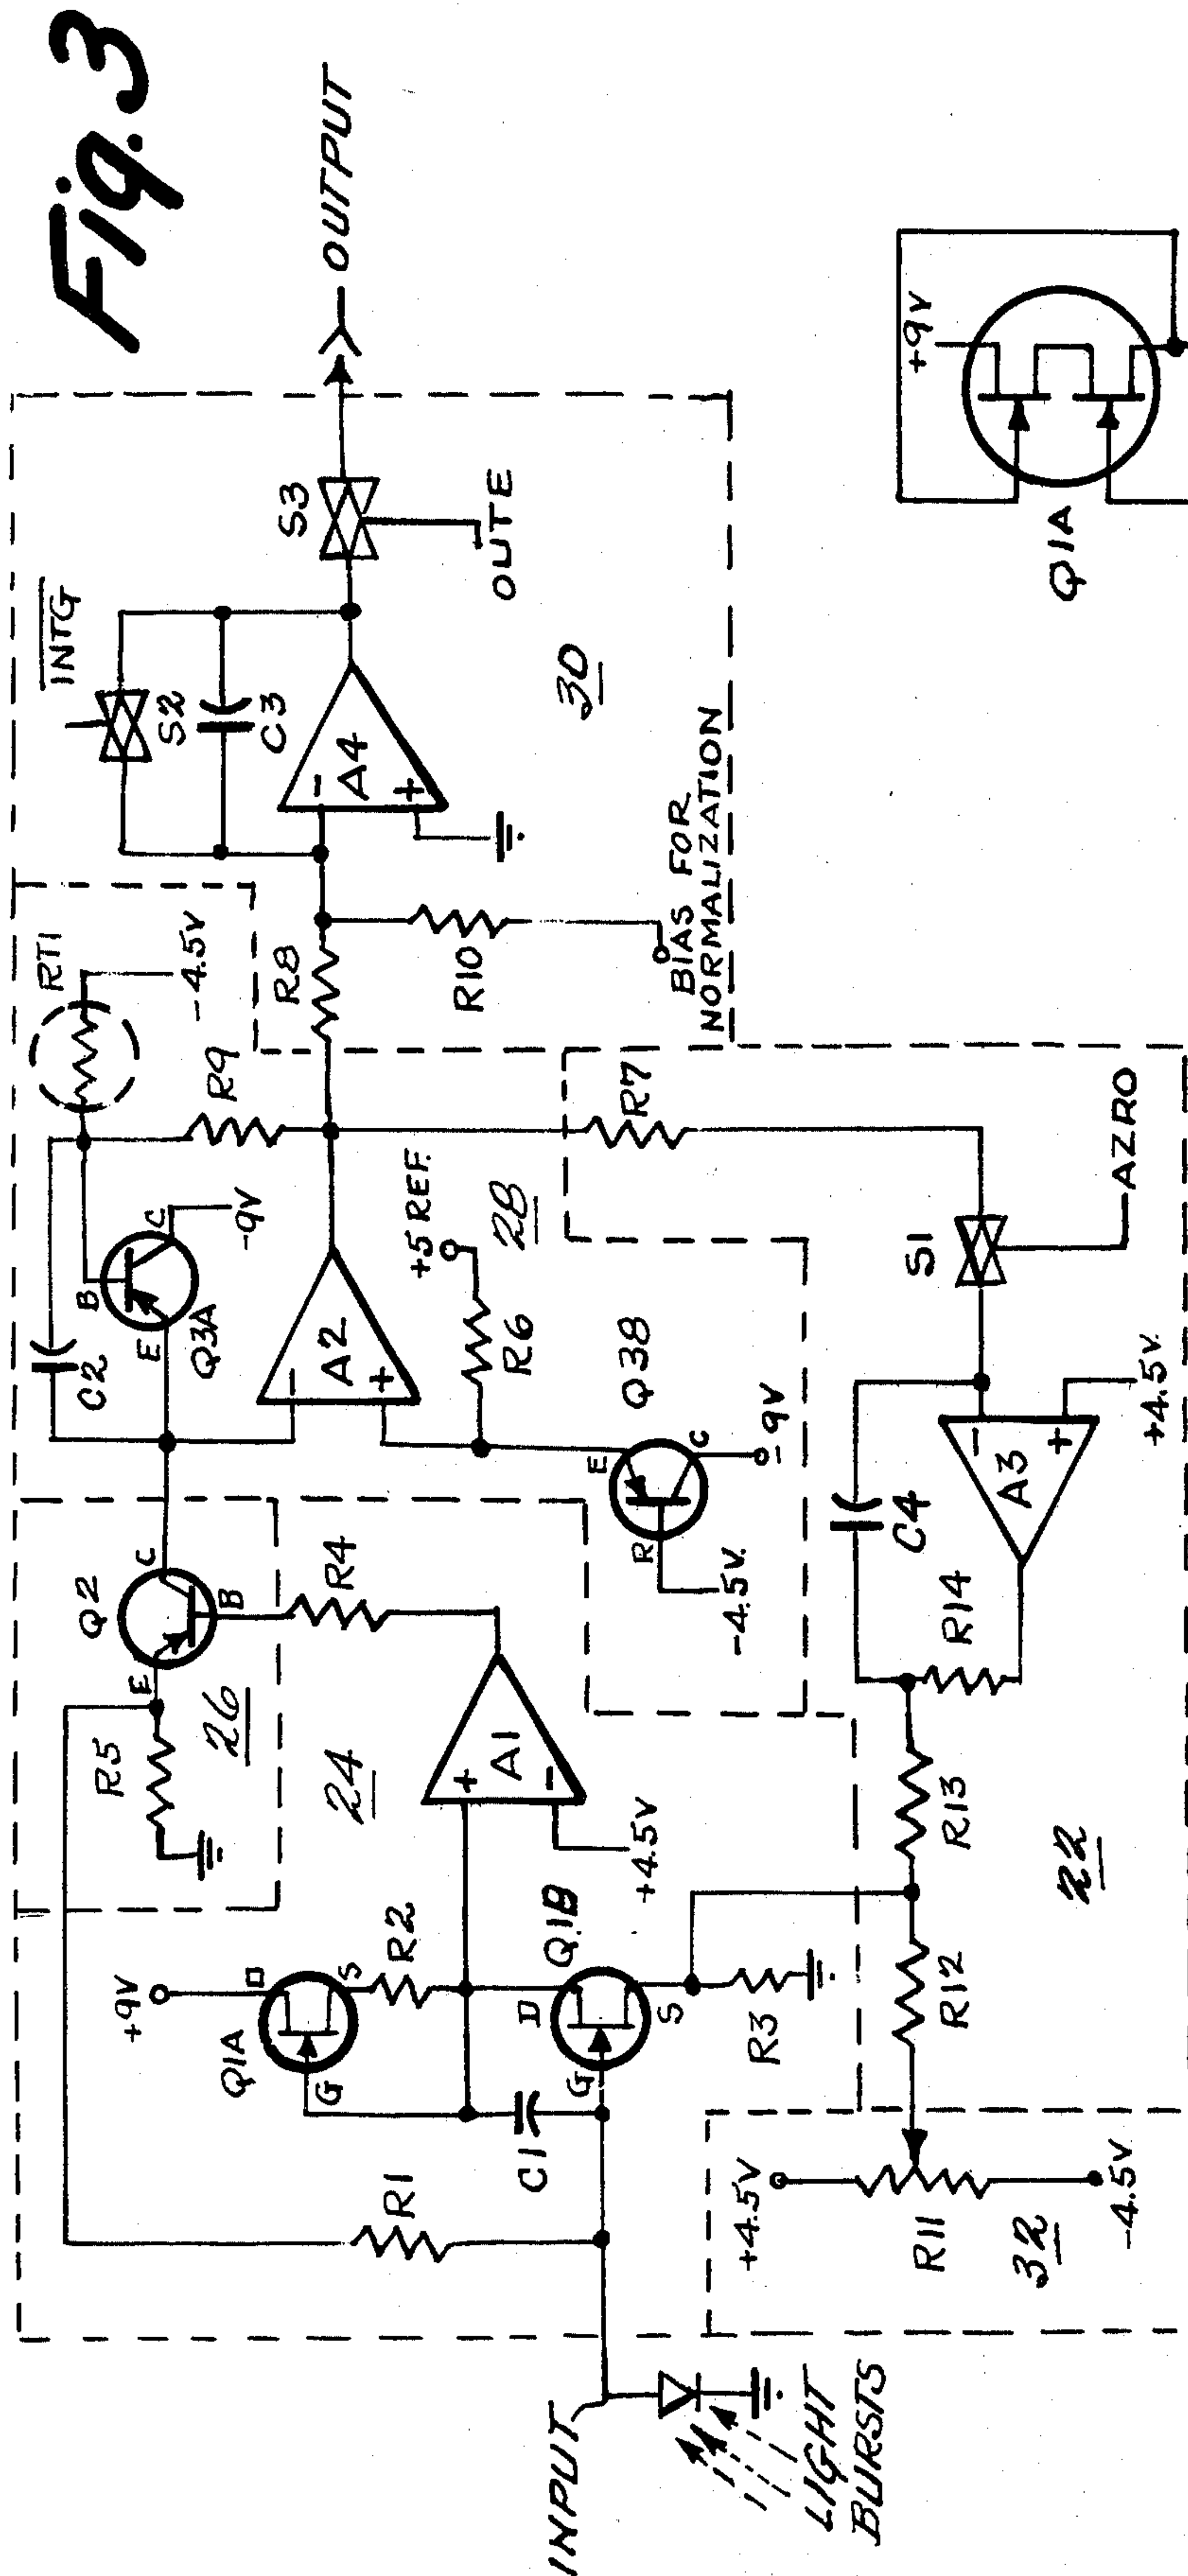 Fig. 3
INPUT
LIGHT
BURSTS
R1
C1
+9V
Q1A
D
G
S
R2
Q1B
D
G
S
R3
24
R5
26
Q2
E
C
B
R4
A1
+
-
+4.5V
C2
Q3A
B
E
C
-9V
RT1
-4.5V
R9
A2
-
+
+5 REF.
R6
28
Q38
E
C
R
-9V
-4.5V.
R8
R10
BIAS FOR
NORMALIZATION
INTG
S2
C3
A4
-
+
30
S3
OUTE
OUTPUT
R7
S1
AZRO
A3
-
+
+4.5V.
C4
R14
R13
R12
22
+4.5V
R11
32
-4.5V
Q1A
+9V